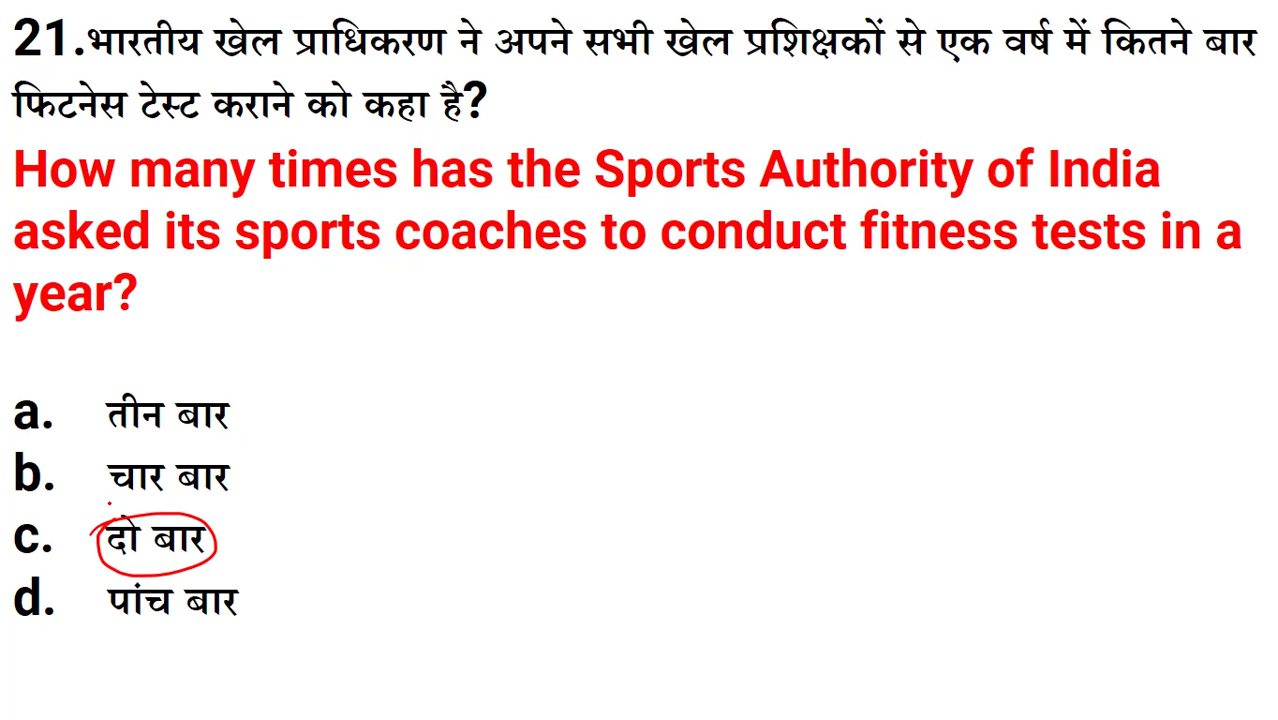 21.भारतीय खेल प्राधिकरण ने अपने सभी खेल प्रशिक्षकों से एक वर्ष में कितने बार
फिटनेस टेस्ट कराने को कहा है?
How many times has the Sports Authority of India
asked its sports coaches to conduct fitness tests in a
year?
a. तीन बार
b. चार बार
c. दो बार
d. पांच बार